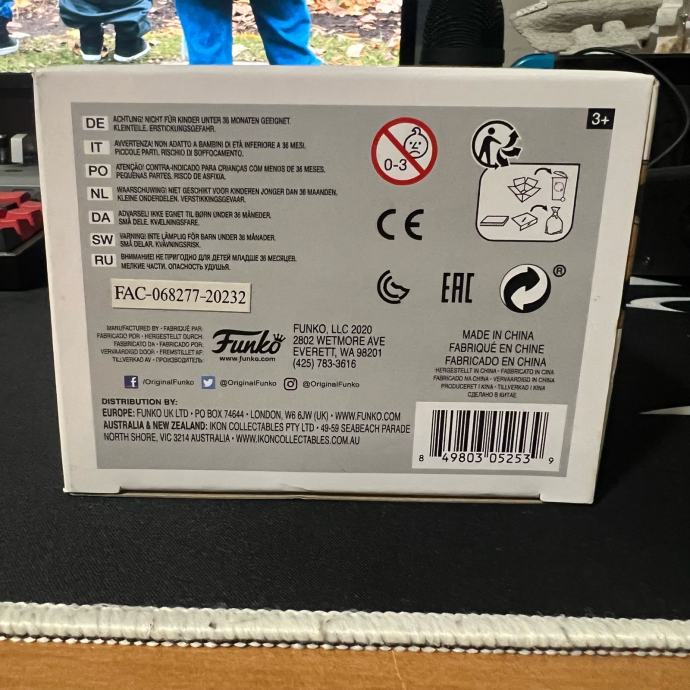 3+
DE ACHTUNG! NICHT FÜR KINDER UNTER 36 MONATEN GEEIGNET.
KLEINTEILE. ERSTICKUNGSGEFAHR.
IT AVVERTENZA! NON ADATTO A BAMBINI DI ETÀ INFERIORE A 36 MESI.
PICCOLE PARTI. RISCHIO DI SOFFOCAMENTO.
PO ATENÇÃO! CONTRA-INDICADO PARA CRIANÇAS COM MENOS DE 36 MESES.
PEQUENAS PARTES. RISCO DE ASFIXIA.
NL WAARSCHUWING! NIET GESCHIKT VOOR KINDEREN JONGER DAN 36 MAANDEN.
KLEINE ONDERDELEN. VERSTIKKINGSGEVAAR.
DA ADVARSEL! IKKE EGNET TIL BØRN UNDER 36 MÅNEDER.
SMÅ DELE. KVÆLNINGSFARE.
SW VARNING! INTE LÄMPLIG FÖR BARN UNDER 36 MÅNADER.
SMÅ DELAR. KVÄVNINGSRISK.
RU ВНИМАНИЕ! НЕ ПРИГОДНО ДЛЯ ДЕТЕЙ МЛАДШЕ 36 МЕСЯЦЕВ.
МЕЛКИЕ ЧАСТИ. ОПАСНОСТЬ УДУШЬЯ.
0-3
CE
EAC
®
FAC-068277-20232
MANUFACTURED BY • FABRIQUÉ PAR
FABRICADO POR • HERGESTELLT DURCH:
FABBRICATO DA • FABRICADO POR:
VERVAARDIGD DOOR • FREMSTILLET AF:
TILLVERKAD AV • ПРОИЗВОДИТЕЛЬ:
Funko
www.funko.com
FUNKO, LLC 2020
2802 WETMORE AVE
EVERETT, WA 98201
(425) 783-3616
/OriginalFunko @OriginalFunko @OriginalFunko
MADE IN CHINA
FABRIQUÉ EN CHINE
FABRICADO EN CHINA
HERGESTELLT IN CHINA • FABBRICATO IN CINA
FABRICADO NA CHINA • VERVAARDIGD IN CHINA
PRODUCERET I KINA • TILLVERKAD I KINA
СДЕЛАНО В КИТАЕ
DISTRIBUTION BY:
EUROPE: FUNKO UK LTD • PO BOX 74644 • LONDON, W6 6JW (UK) • WWW.FUNKO.COM
AUSTRALIA & NEW ZEALAND: IKON COLLECTABLES PTY LTD • 49-59 SEABEACH PARADE
NORTH SHORE, VIC 3214 AUSTRALIA • WWW.IKONCOLLECTABLES.COM.AU
8 49803 05253 9